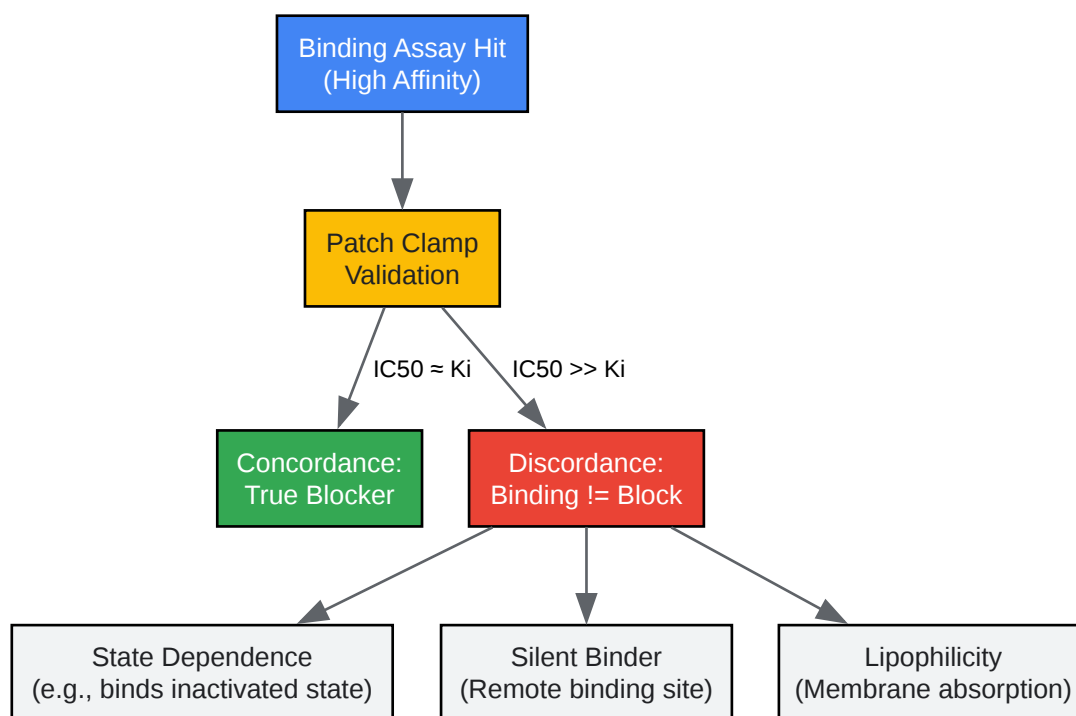 Binding Assay Hit
(High Affinity)
Patch Clamp
Validation
IC50 ≈ Ki
IC50 >> Ki
Concordance:
True Blocker
Discordance:
Binding != Block
State Dependence
(e.g., binds inactivated state)
Silent Binder
(Remote binding site)
Lipophilicity
(Membrane absorption)